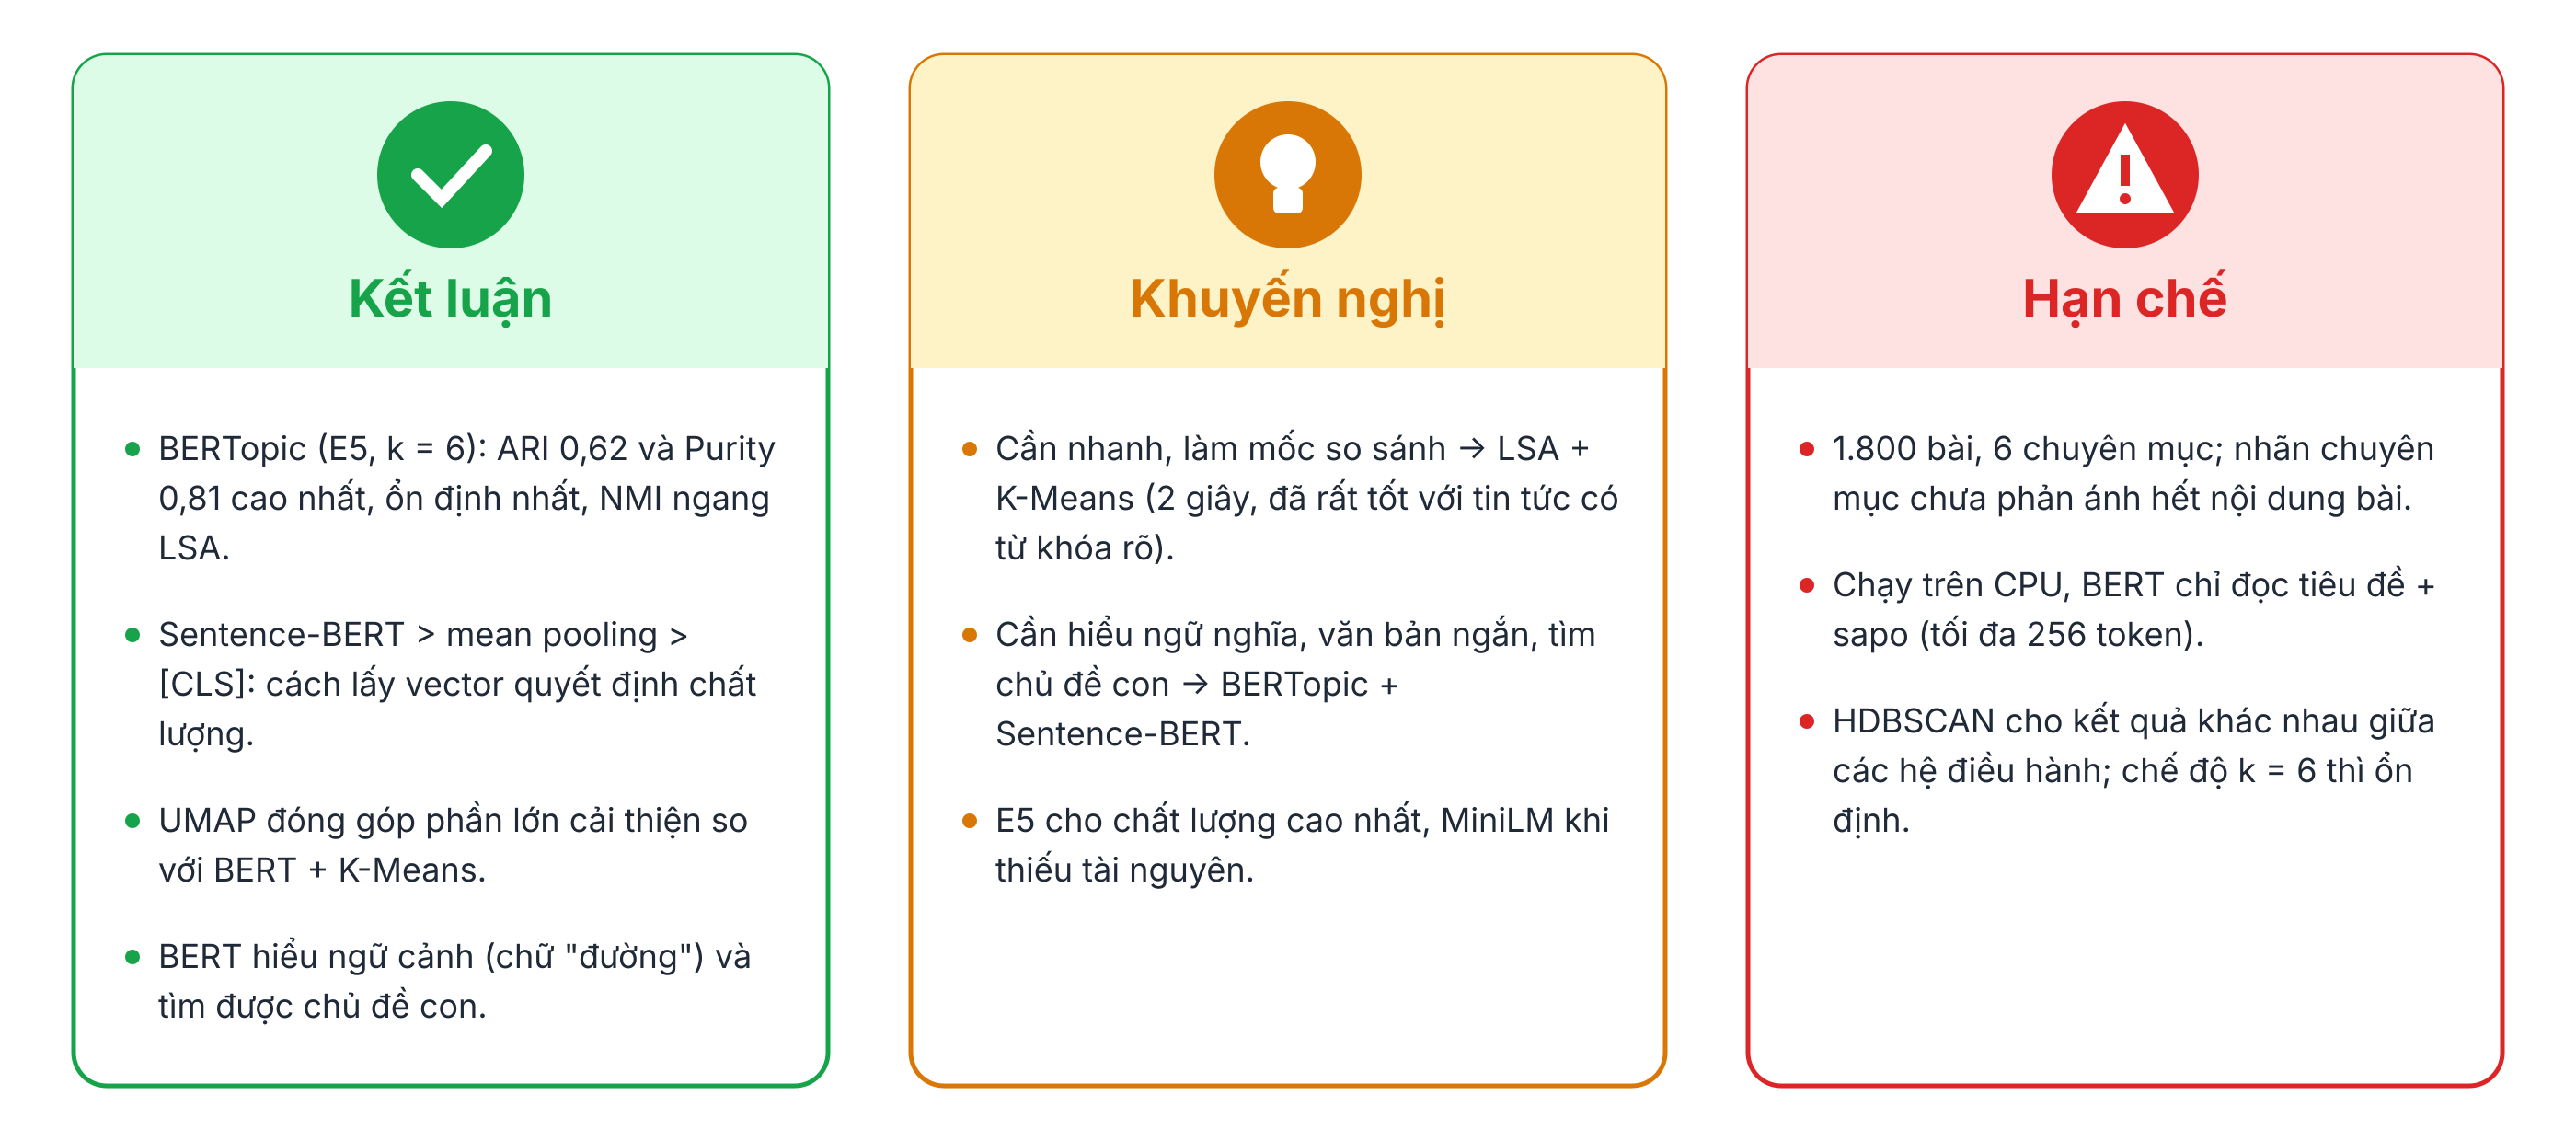 Kết luận
BERTopic (E5, k = 6): ARI 0,62 và Purity
0,81 cao nhất, ổn định nhất, NMI ngang
LSA.
Sentence-BERT > mean pooling >
[CLS]: cách lấy vector quyết định chất
lượng.
UMAP đóng góp phần lớn cải thiện so
với BERT + K-Means.
BERT hiểu ngữ cảnh (chữ "đường") và
tìm được chủ đề con.
Khuyến nghị
Cần nhanh, làm mốc so sánh → LSA +
K-Means (2 giây, đã rất tốt với tin tức có
từ khóa rõ).
Cần hiểu ngữ nghĩa, văn bản ngắn, tìm
chủ đề con → BERTopic +
Sentence-BERT.
E5 cho chất lượng cao nhất, MiniLM khi
thiếu tài nguyên.
Hạn chế
1.800 bài, 6 chuyên mục; nhãn chuyên
mục chưa phản ánh hết nội dung bài.
Chạy trên CPU, BERT chỉ đọc tiêu đề +
sapo (tối đa 256 token).
HDBSCAN cho kết quả khác nhau giữa
các hệ điều hành; chế độ k = 6 thì ổn
định.